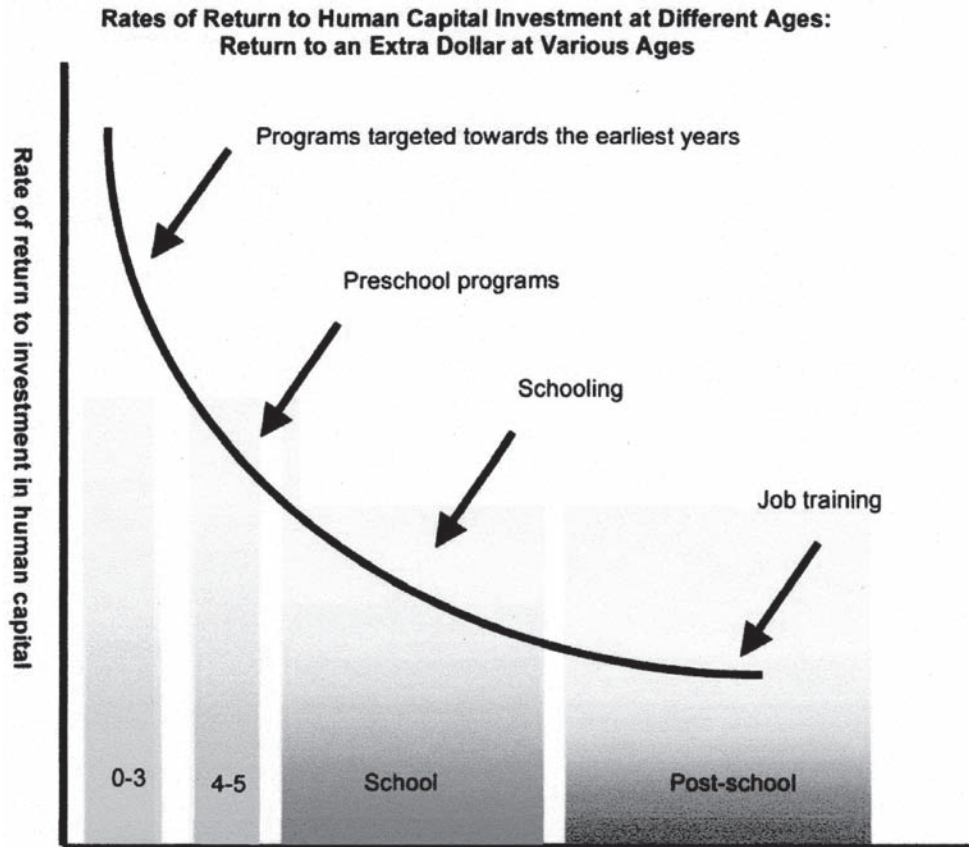 Rates of Return to Human Capital Investment at Different Ages:
Return to an Extra Dollar at Various Ages
Rate of return to investment in human capital
Programs targeted towards the earliest years
Preschool programs
Schooling
Job training
0-3
4-5
School
Post-school